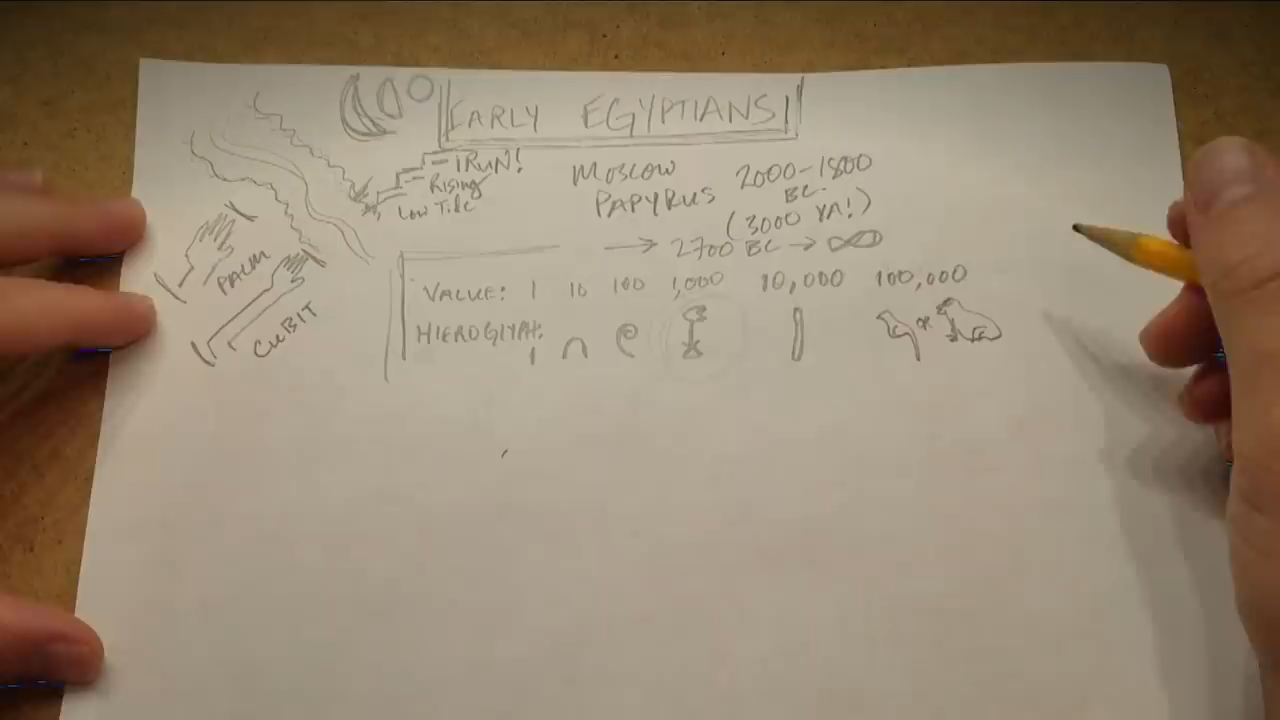 EARLY EGYPTIANS
RUN!
Rising
Low Tide
MOSCOW
PAPYRUS
2000-1800
BC.
(3000 YA!)
→ 2700 BC → ∞
PALM
CUBIT
VALUE: 1 10 100 1,000 10,000 100,000
HIEROGLYPH:
or